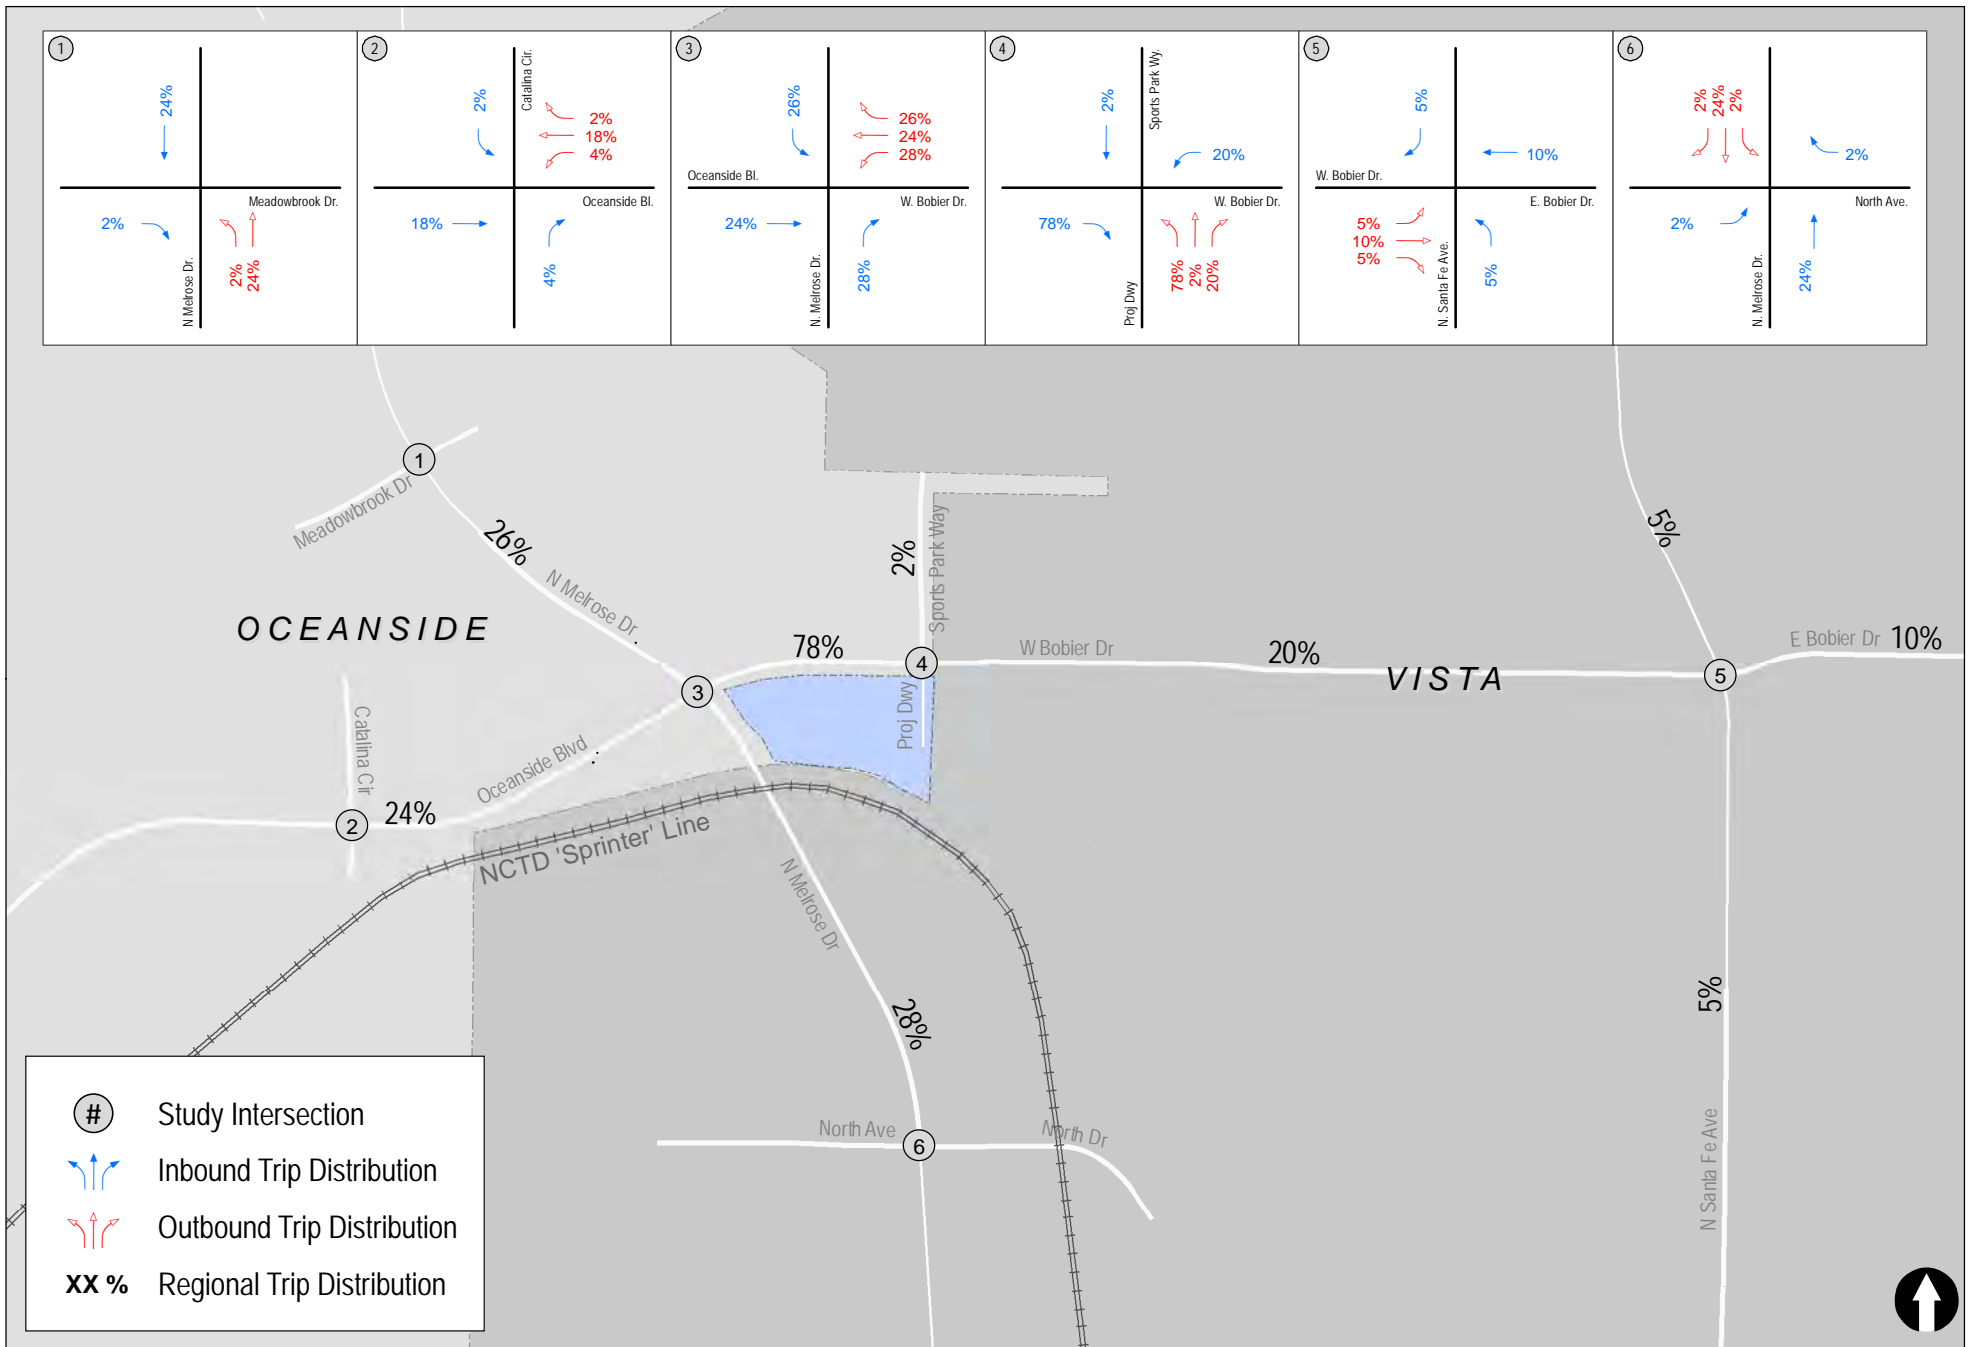 1
24%
2%
Meadowbrook Dr.
N Melrose Dr.
2%
24%
2
2%
Catalina Cir.
2%
18%
4%
18%
Oceanside Bl.
4%
3
26%
26%
24%
28%
Oceanside Bl.
W. Bobier Dr.
24%
N. Melrose Dr.
28%
4
2%
Sports Park Wy.
20%
W. Bobier Dr.
78%
Proj Dwy
78%
2%
20%
5
5%
10%
W. Bobier Dr.
E. Bobier Dr.
5%
10%
5%
N. Santa Fe Ave.
5%
6
2%
24%
2%
2%
North Ave.
2%
N. Melrose Dr.
24%
1
Meadowbrook Dr
26%
N Melrose Dr
OCEANSIDE
2%
Sports Park Way
78%
4
W Bobier Dr
20%
VISTA
5%
5
E Bobier Dr
10%
3
Proj Dwy
Catalina Cir
Oceanside Blvd
2
24%
NCTD 'Sprinter' Line
N Melrose Dr
28%
5%
North Ave
6
North Dr
N Santa Fe Ave
# Study Intersection
Inbound Trip Distribution
Outbound Trip Distribution
XX % Regional Trip Distribution